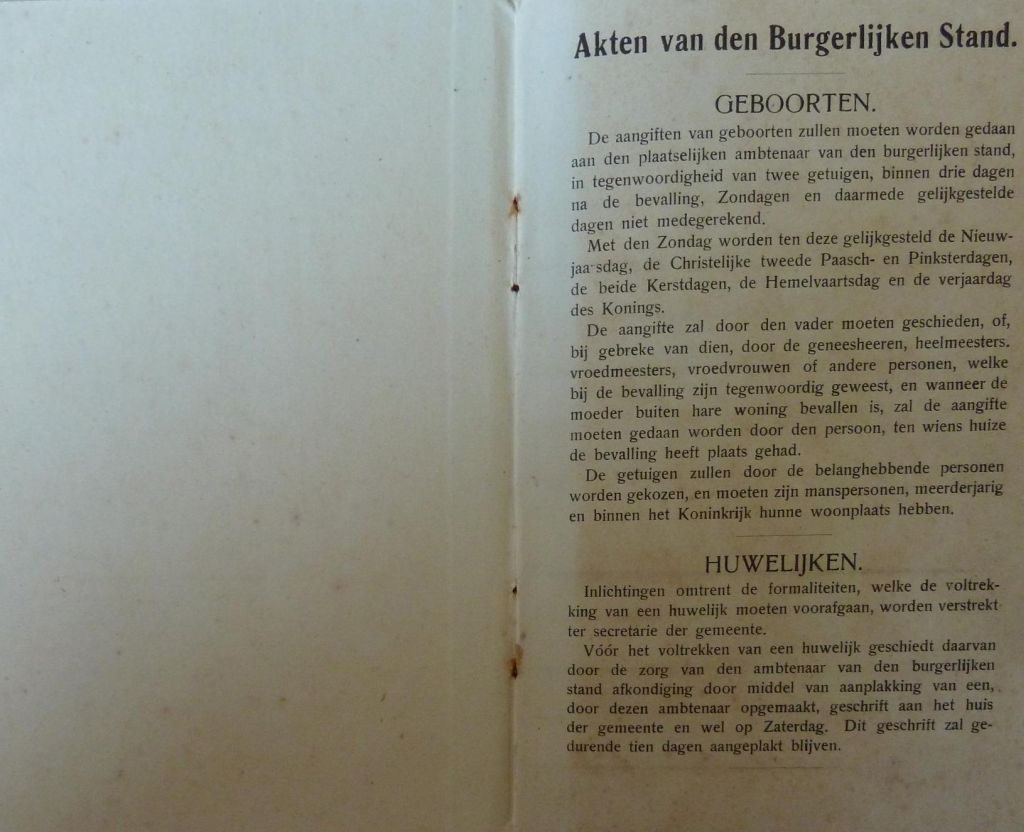 Akten van den Burgerlijken Stand.
GEBOORTEN.
De aangiften van geboorten zullen moeten worden gedaan
aan den plaatselijken ambtenaar van den burgerlijken stand,
in tegenwoordigheid van twee getuigen, binnen drie dagen
na de bevalling, Zondagen en daarmede gelijkgestelde
dagen niet medegerekend.
Met den Zondag worden ten deze gelijkgesteld de Nieuw-
jaarsdag, de Christelijke tweede Paasch- en Pinksterdagen,
de beide Kerstdagen, de Hemelvaartsdag en de verjaardag
des Konings.
De aangifte zal door den vader moeten geschieden, of,
bij gebreke van dien, door de geneesheeren, heelmeesters.
vroedmeesters, vroedvrouwen of andere personen, welke
bij de bevalling zijn tegenwoordig geweest, en wanneer de
moeder buiten hare woning bevallen is, zal de aangifte
moeten gedaan worden door den persoon, ten wiens huize
de bevalling heeft plaats gehad.
De getuigen zullen door de belanghebbende personen
worden gekozen, en moeten zijn manspersonen, meerderjarig
en binnen het Koninkrijk hunne woonplaats hebben.
HUWELIJKEN.
Inlichtingen omtrent de formaliteiten, welke de voltrek-
king van een huwelijk moeten voorafgaan, worden verstrekt
ter secretarie der gemeente.
Vóór het voltrekken van een huwelijk geschiedt daarvan
door de zorg van den ambtenaar van den burgerlijken
stand afkondiging door middel van aanplakking van een,
door dezen ambtenaar opgemaakt, geschrift aan het huis
der gemeente en wel op Zaterdag. Dit geschrift zal ge-
durende tien dagen aangeplakt blijven.